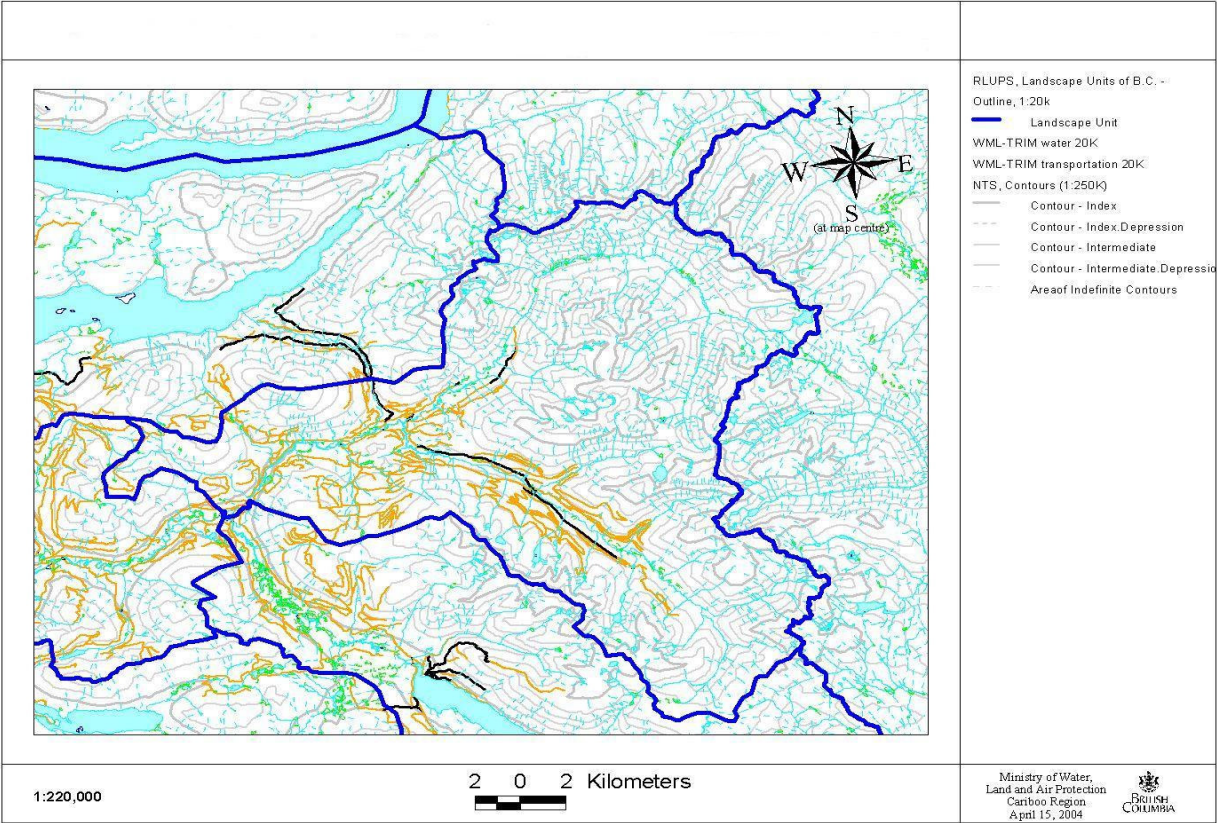 N
W E
S
(at map centre)
RLUPS, Landscape Units of B.C. -
Outline, 1:20k
Landscape Unit
WML-TRIM water 20K
WML-TRIM transportation 20K
NTS, Contours (1:250K)
Contour - Index
Contour - Index.Depression
Contour - Intermediate
Contour - Intermediate.Depressio
Areaof Indefinite Contours
1:220,000
2 0 2 Kilometers
Ministry of Water,
Land and Air Protection
Cariboo Region
April 15, 2004
BRITISH
COLUMBIA